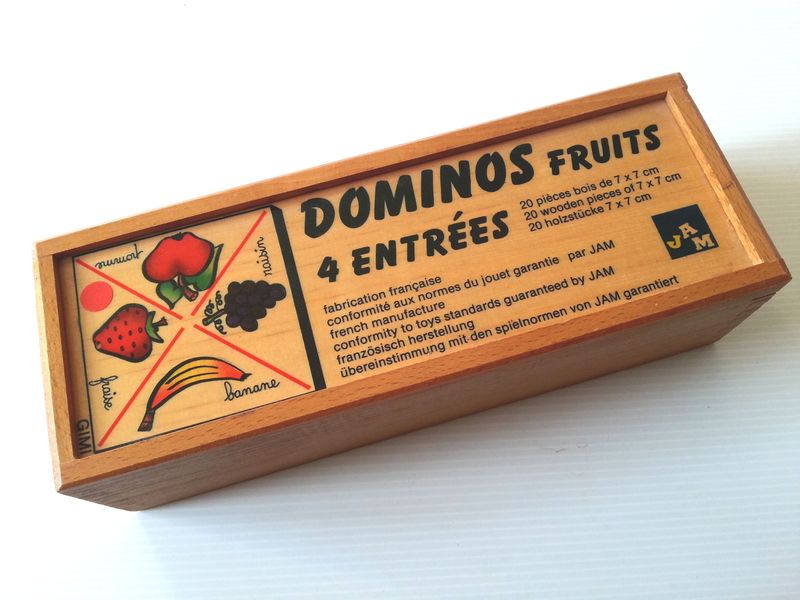 DOMINOS FRUITS
4 ENTRÉES
20 pièces bois de 7 x 7 cm
20 wooden pieces of 7 x 7 cm
20 holzstücke 7 x 7 cm
JAM
fabrication française
conformité aux normes du jouet garantie par JAM
french manufacture
conformity to toys standards guaranteed by JAM
französisch herstellung
übereinstimmung mit den spielnormen von JAM garantiert
pomme
raisin
fraise
banane
GIMI